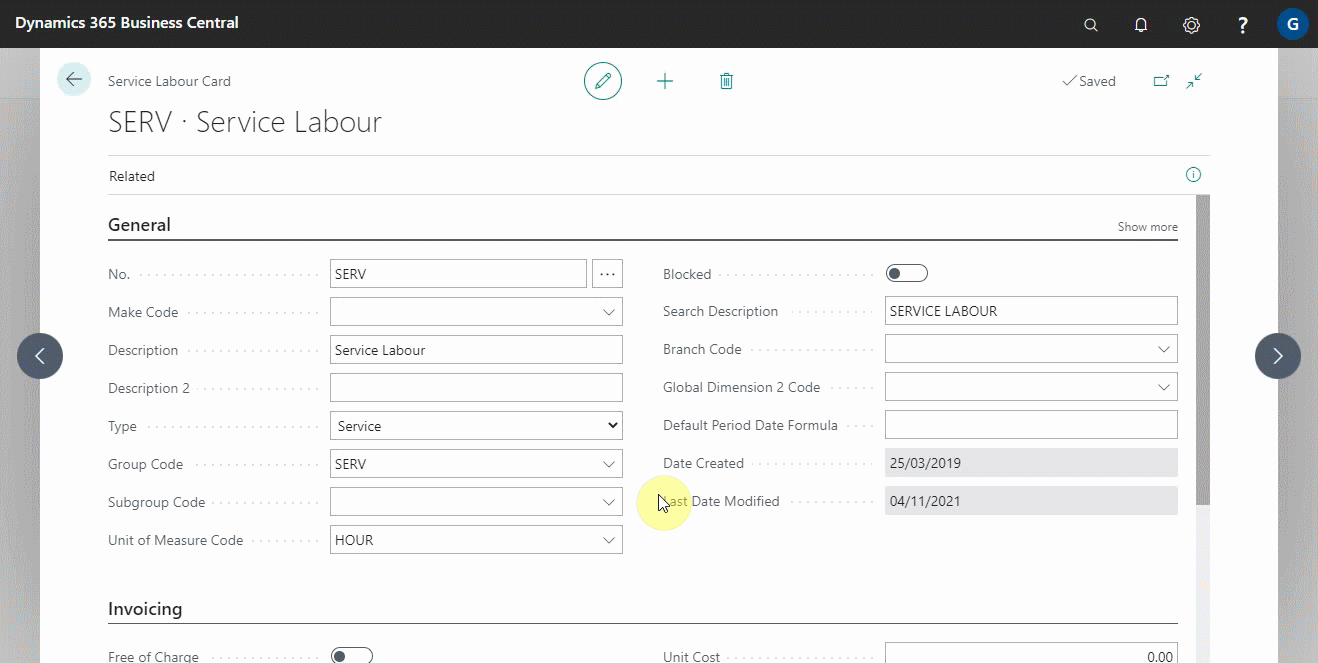 Dynamics 365 Business Central
? G
Service Labour Card
Saved
SERV · Service Labour
Related
General
Show more
No. SERV ...
Make Code
Description Service Labour
Description 2
Type Service
Group Code SERV
Subgroup Code
Unit of Measure Code HOUR
Blocked
Search Description SERVICE LABOUR
Branch Code
Global Dimension 2 Code
Default Period Date Formula
Date Created 25/03/2019
Last Date Modified 04/11/2021
Invoicing
Free of Charge
Unit Cost 0.00